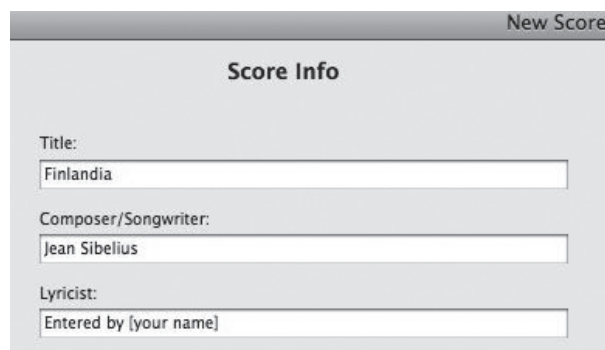 New Score
Score Info
Title:
Finlandia
Composer/Songwriter:
Jean Sibelius
Lyricist:
Entered by [your name]